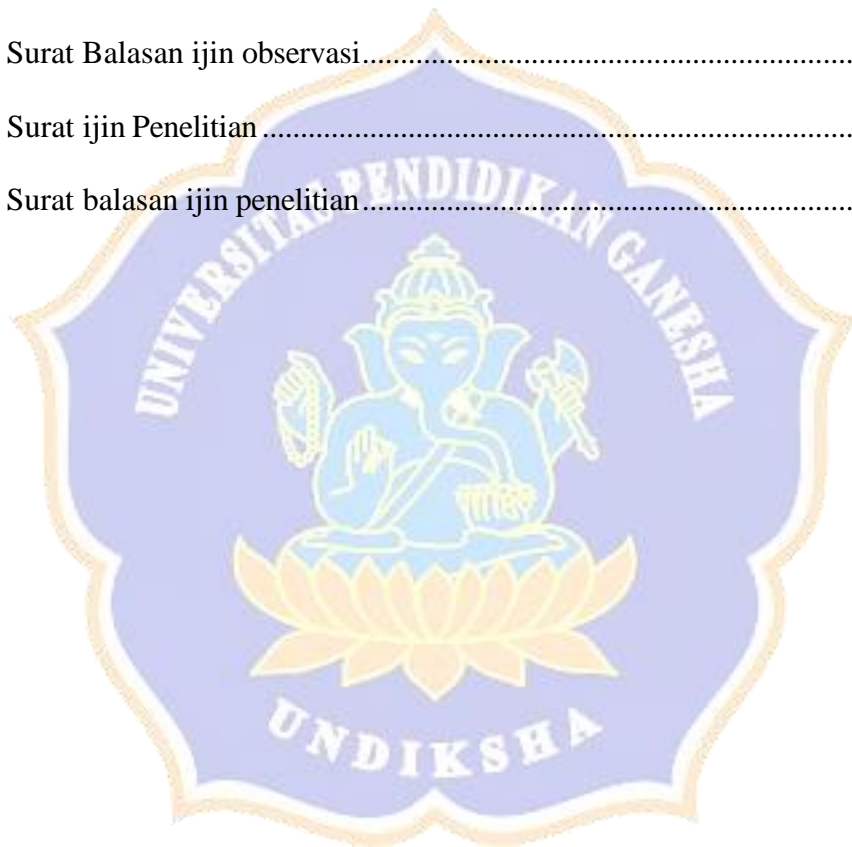 Surat Balasan ijin observasi.............................................................
Surat ijin Penelitian.........................................................................
Surat balasan ijin penelitian.............................................................
UNIVERSITAS PENDIDIKAN GANESHA
UNDIKSHA